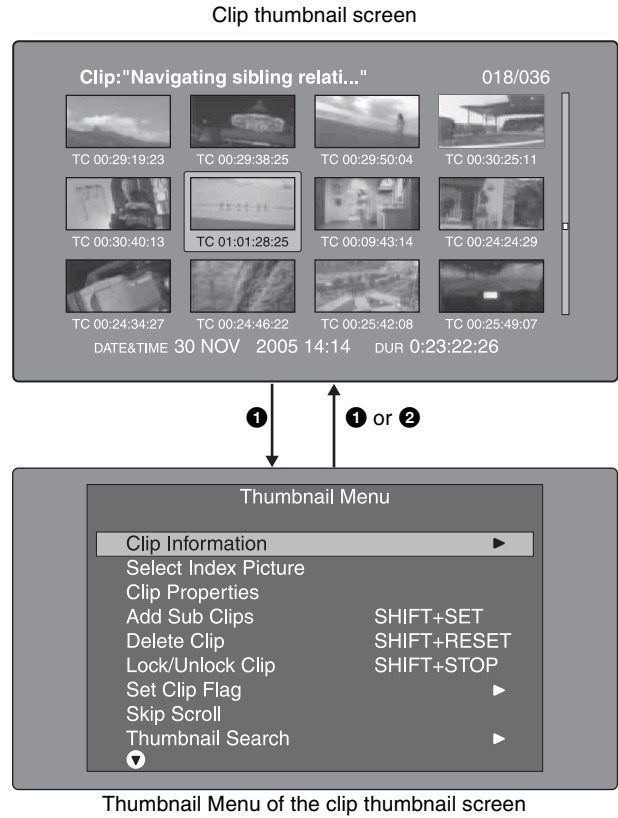 Clip thumbnail screen
Clip:"Navigating sibling relati..." 018/036
TC 00:29:19:23 TC 00:29:38:25 TC 00:29:50:04 TC 00:30:25:11
TC 00:30:40:13 TC 01:01:28:25 TC 00:09:43:14 TC 00:24:24:29
TC 00:24:34:27 TC 00:24:46:22 TC 00:25:42:08 TC 00:25:49:07
DATE&TIME 30 NOV 2005 14:14 DUR 0:23:22:26
❶ ❶ or ❷
Thumbnail Menu
Clip Information
Select Index Picture
Clip Properties
Add Sub Clips SHIFT+SET
Delete Clip SHIFT+RESET
Lock/Unlock Clip SHIFT+STOP
Set Clip Flag
Skip Scroll
Thumbnail Search
Thumbnail Menu of the clip thumbnail screen